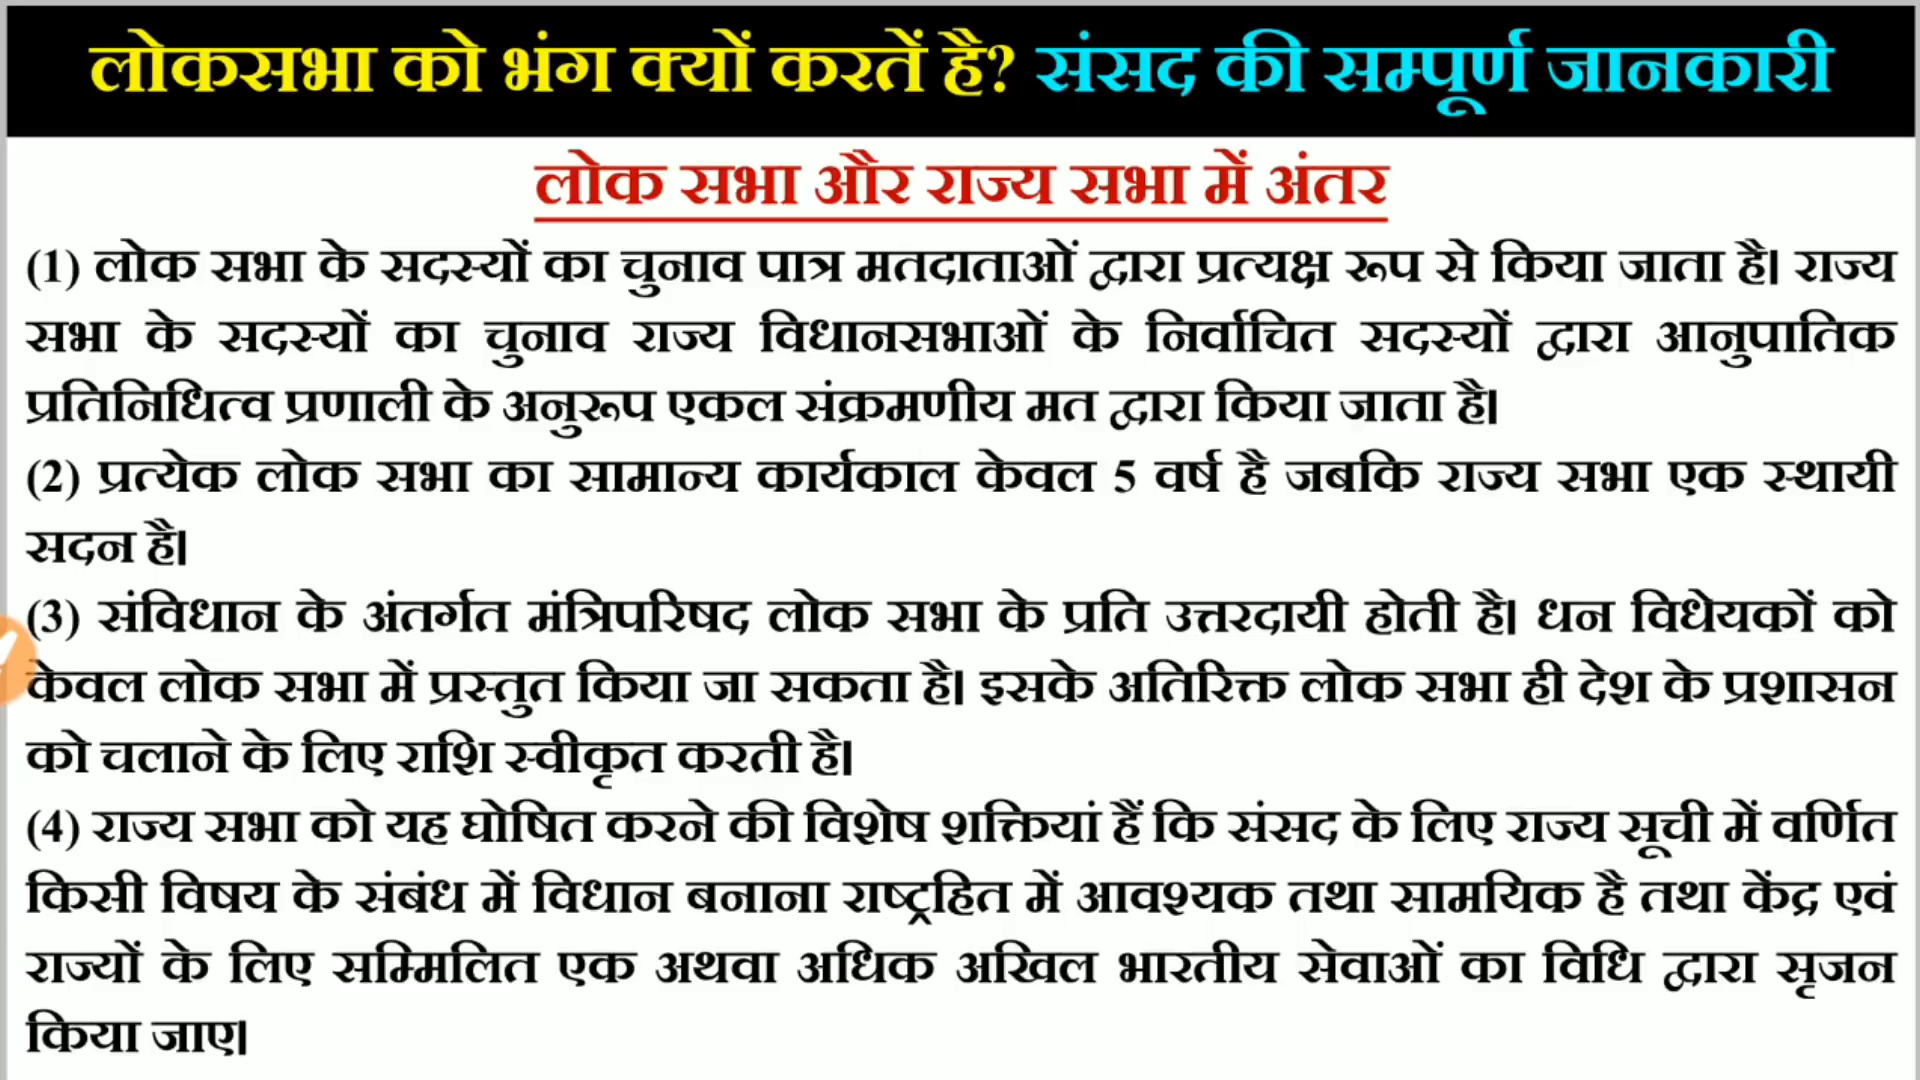 लोकसभा को भंग क्यों करतें है? संसद की सम्पूर्ण जानकारी
लोक सभा और राज्य सभा में अंतर
(1) लोक सभा के सदस्यों का चुनाव पात्र मतदाताओं द्वारा प्रत्यक्ष रूप से किया जाता है। राज्य
सभा के सदस्यों का चुनाव राज्य विधानसभाओं के निर्वाचित सदस्यों द्वारा आनुपातिक
प्रतिनिधित्व प्रणाली के अनुरूप एकल संक्रमणीय मत द्वारा किया जाता है।
(2) प्रत्येक लोक सभा का सामान्य कार्यकाल केवल 5 वर्ष है जबकि राज्य सभा एक स्थायी
सदन है।
(3) संविधान के अंतर्गत मंत्रिपरिषद लोक सभा के प्रति उत्तरदायी होती है। धन विधेयकों को
केवल लोक सभा में प्रस्तुत किया जा सकता है। इसके अतिरिक्त लोक सभा ही देश के प्रशासन
को चलाने के लिए राशि स्वीकृत करती है।
(4) राज्य सभा को यह घोषित करने की विशेष शक्तियां हैं कि संसद के लिए राज्य सूची में वर्णित
किसी विषय के संबंध में विधान बनाना राष्ट्रहित में आवश्यक तथा सामयिक है तथा केंद्र एवं
राज्यों के लिए सम्मिलित एक अथवा अधिक अखिल भारतीय सेवाओं का विधि द्वारा सृजन
किया जाए।